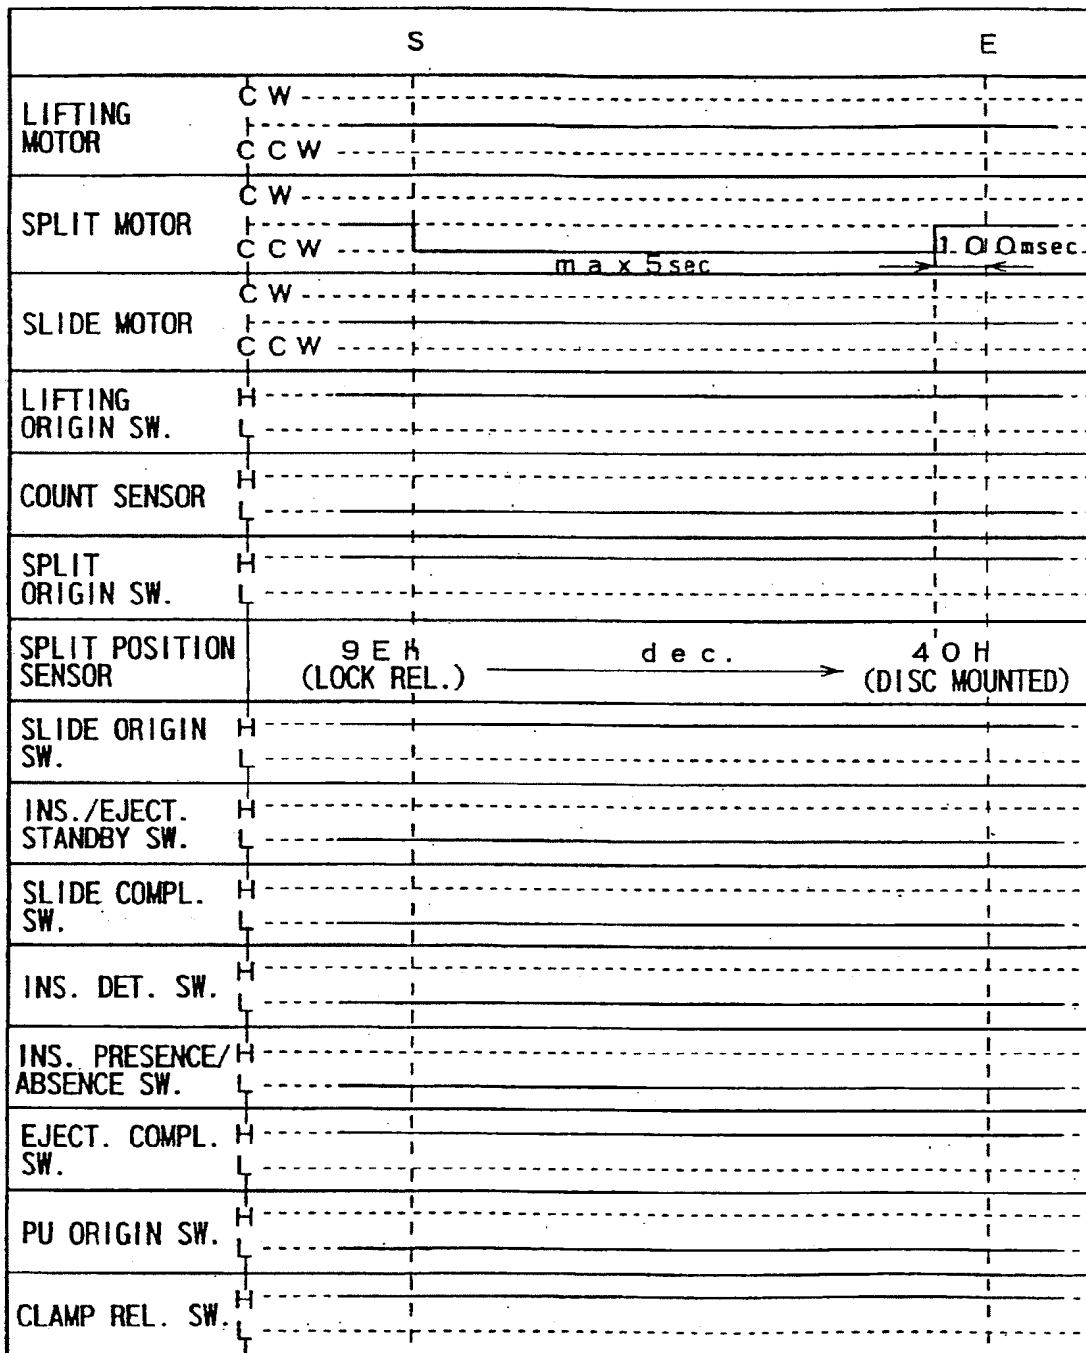 S E
LIFTING
MOTOR
CW
CCW
SPLIT MOTOR
CW
CCW
max 5sec
100msec
SLIDE MOTOR
CW
CCW
LIFTING
ORIGIN SW.
H
L
COUNT SENSOR
H
L
SPLIT
ORIGIN SW.
H
L
SPLIT POSITION
SENSOR
9EH
(LOCK REL.)
dec.
40H
(DISC MOUNTED)
SLIDE ORIGIN
SW.
H
L
INS./EJECT.
STANDBY SW.
H
L
SLIDE COMPL.
SW.
H
L
INS. DET. SW.
H
L
INS. PRESENCE/
ABSENCE SW.
H
L
EJECT. COMPL.
SW.
H
L
PU ORIGIN SW.
H
L
CLAMP REL. SW.
H
L